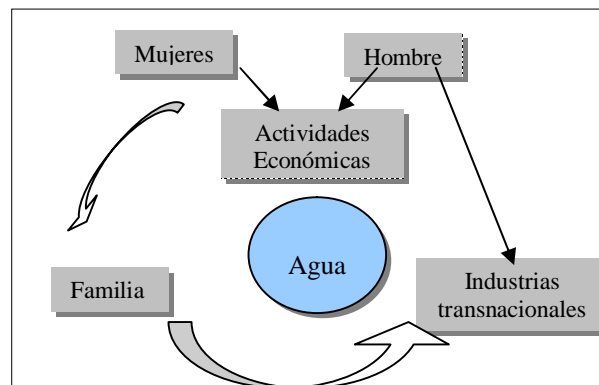 Mujeres
Hombre
Actividades
Económicas
Agua
Familia
Industrias
transnacionales